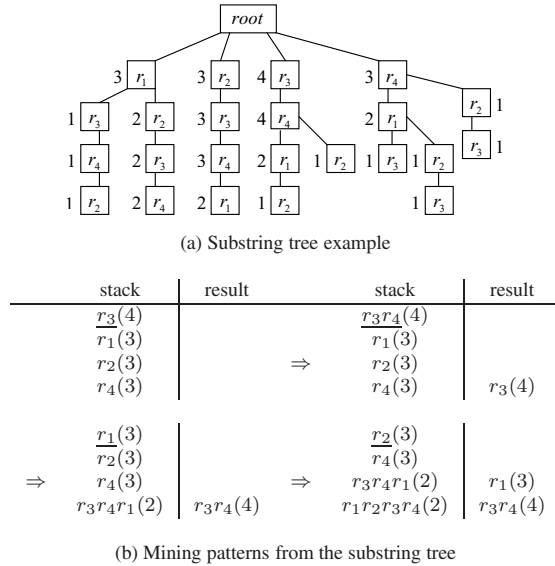 root
3 r₁ 3 r₂ 4 r₃ 3 r₄
1 r₃ 2 r₂ 3 r₃ 4 r₄ 2 r₁ r₂ 1
1 r₄ 2 r₃ 3 r₄ 2 r₁ 1 r₂ 1 r₃ 1 r₂ r₃ 1
1 r₂ 2 r₄ 2 r₁ 1 r₂ 1 r₃
(a) Substring tree example
stack result stack result
r₃(4) r₃r₄(4)
r₁(3) r₁(3)
r₂(3) ⇒ r₂(3)
r₄(3) r₄(3) r₃(4)
r₁(3) r₂(3)
r₂(3) r₄(3)
⇒ r₄(3) ⇒ r₃r₄r₁(2) r₁(3)
r₃r₄r₁(2) r₃r₄(4) r₁r₂r₃r₄(2) r₃r₄(4)
(b) Mining patterns from the substring tree